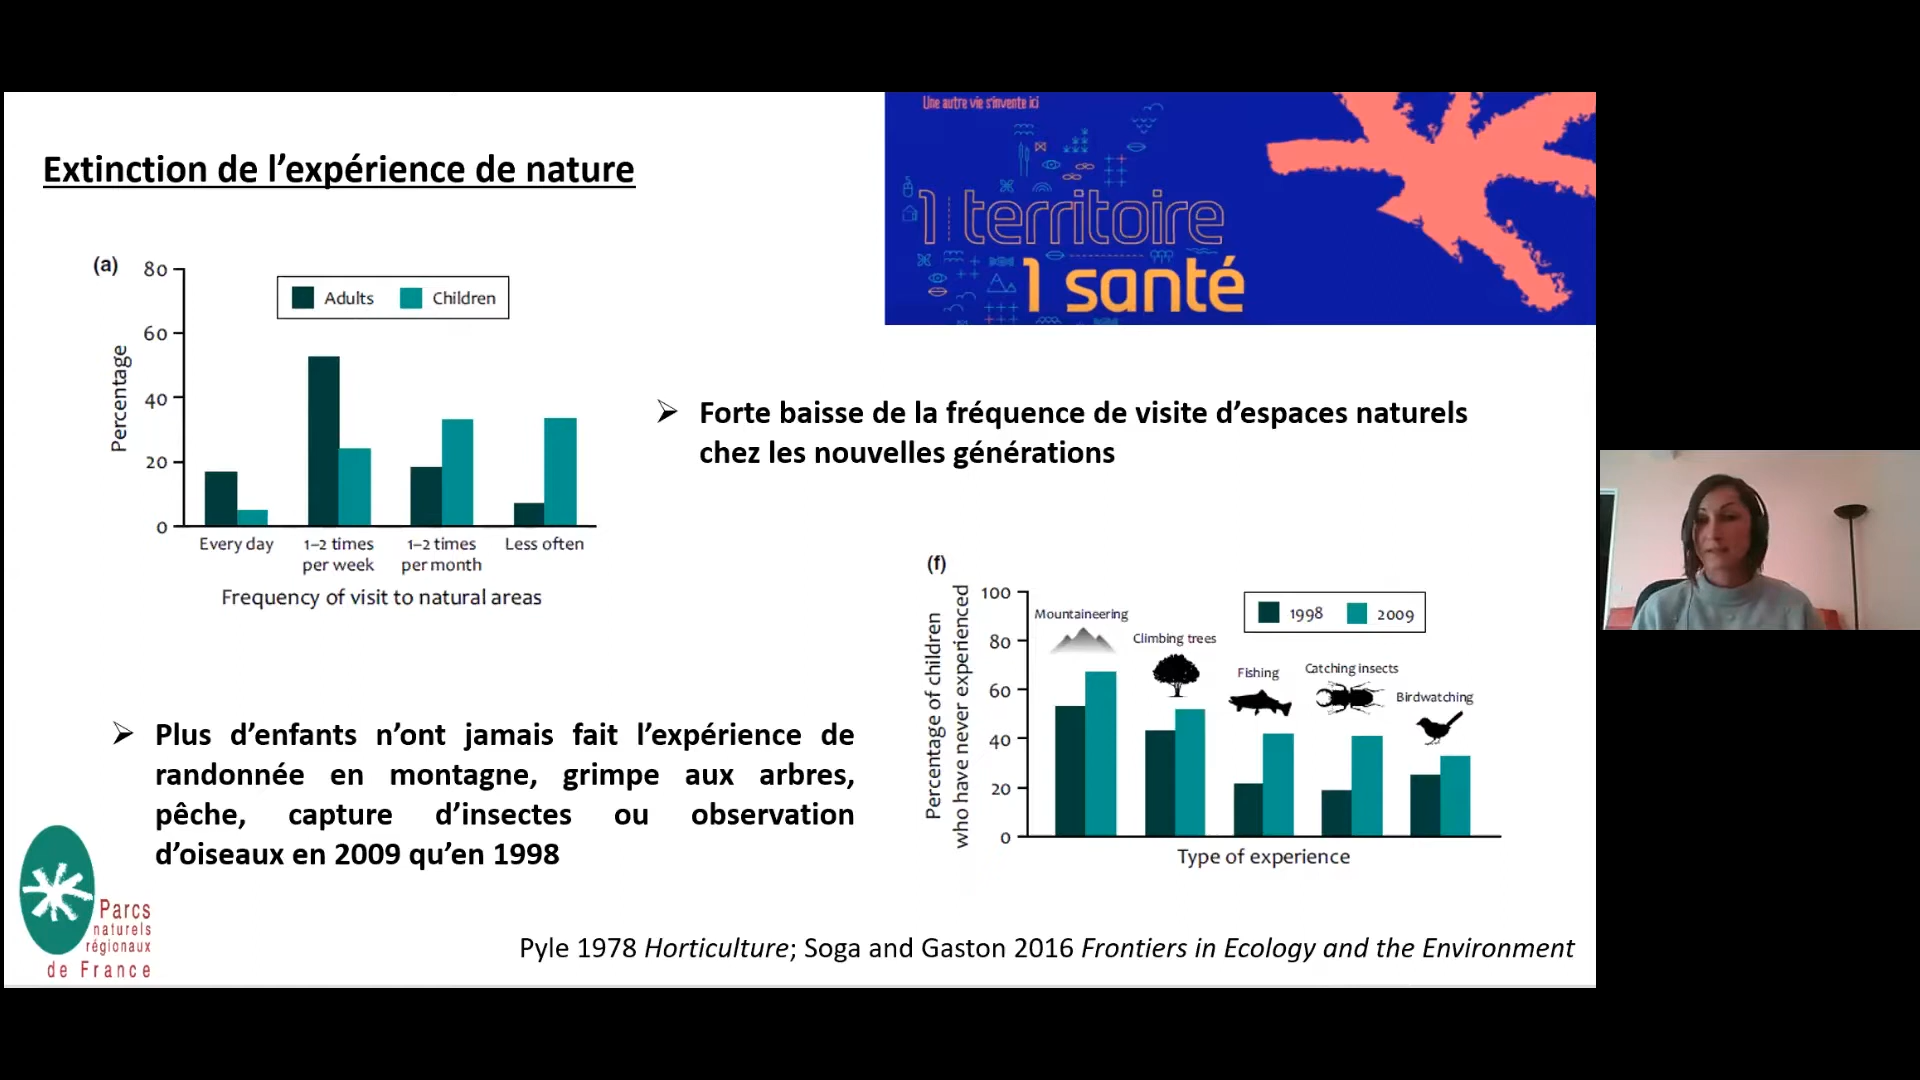 Une autre vie s'invente ici
1 territoire
1 santé
Extinction de l'expérience de nature
(a)
80
60
40
20
0
Percentage
Adults
Children
Every day
1–2 times
per week
1–2 times
per month
Less often
Frequency of visit to natural areas
➢ Forte baisse de la fréquence de visite d'espaces naturels
chez les nouvelles générations
➢ Plus d'enfants n'ont jamais fait l'expérience de
randonnée en montagne, grimpe aux arbres,
pêche, capture d'insectes ou observation
d'oiseaux en 2009 qu'en 1998
(f)
100
80
60
40
20
0
Percentage of children
who have never experienced
1998
2009
Mountaineering
Climbing trees
Fishing
Catching insects
Birdwatching
Type of experience
Parcs
naturels
régionaux
de France
Pyle 1978 Horticulture; Soga and Gaston 2016 Frontiers in Ecology and the Environment